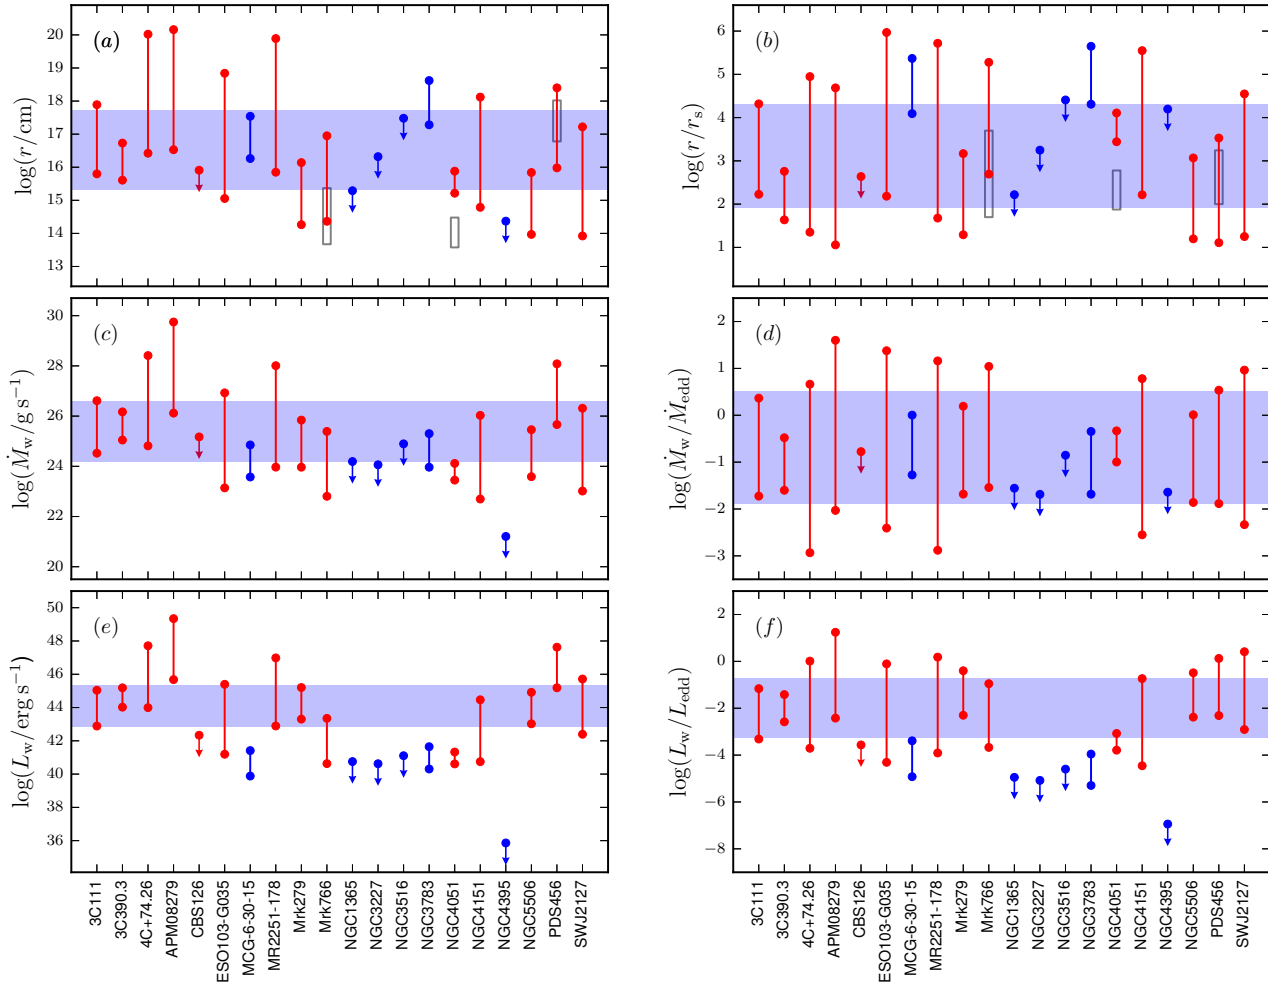 (a)
log(r/cm)
20
19
18
17
16
15
14
13
(b)
log(r/r_s)
6
5
4
3
2
1
(c)
log(Ṁ_w/g s⁻¹)
30
28
26
24
22
20
(d)
log(Ṁ_w/Ṁ_edd)
2
1
0
−1
−2
−3
(e)
log(L_w/erg s⁻¹)
50
48
46
44
42
40
38
36
(f)
log(L_w/L_edd)
2
−0
−2
−4
−6
−8
3C111
3C390.3
4C+74.26
APM08279
CBS126
ESO103-G035
MCG-6-30-15
MR2251-178
Mrk279
Mrk766
NGC1365
NGC3227
NGC3516
NGC3783
NGC4051
NGC4151
NGC4395
NGC5506
PDS456
SWJ2127
3C111
3C390.3
4C+74.26
APM08279
CBS126
ESO103-G035
MCG-6-30-15
MR2251-178
Mrk279
Mrk766
NGC1365
NGC3227
NGC3516
NGC3783
NGC4051
NGC4151
NGC4395
NGC5506
PDS456
SWJ2127